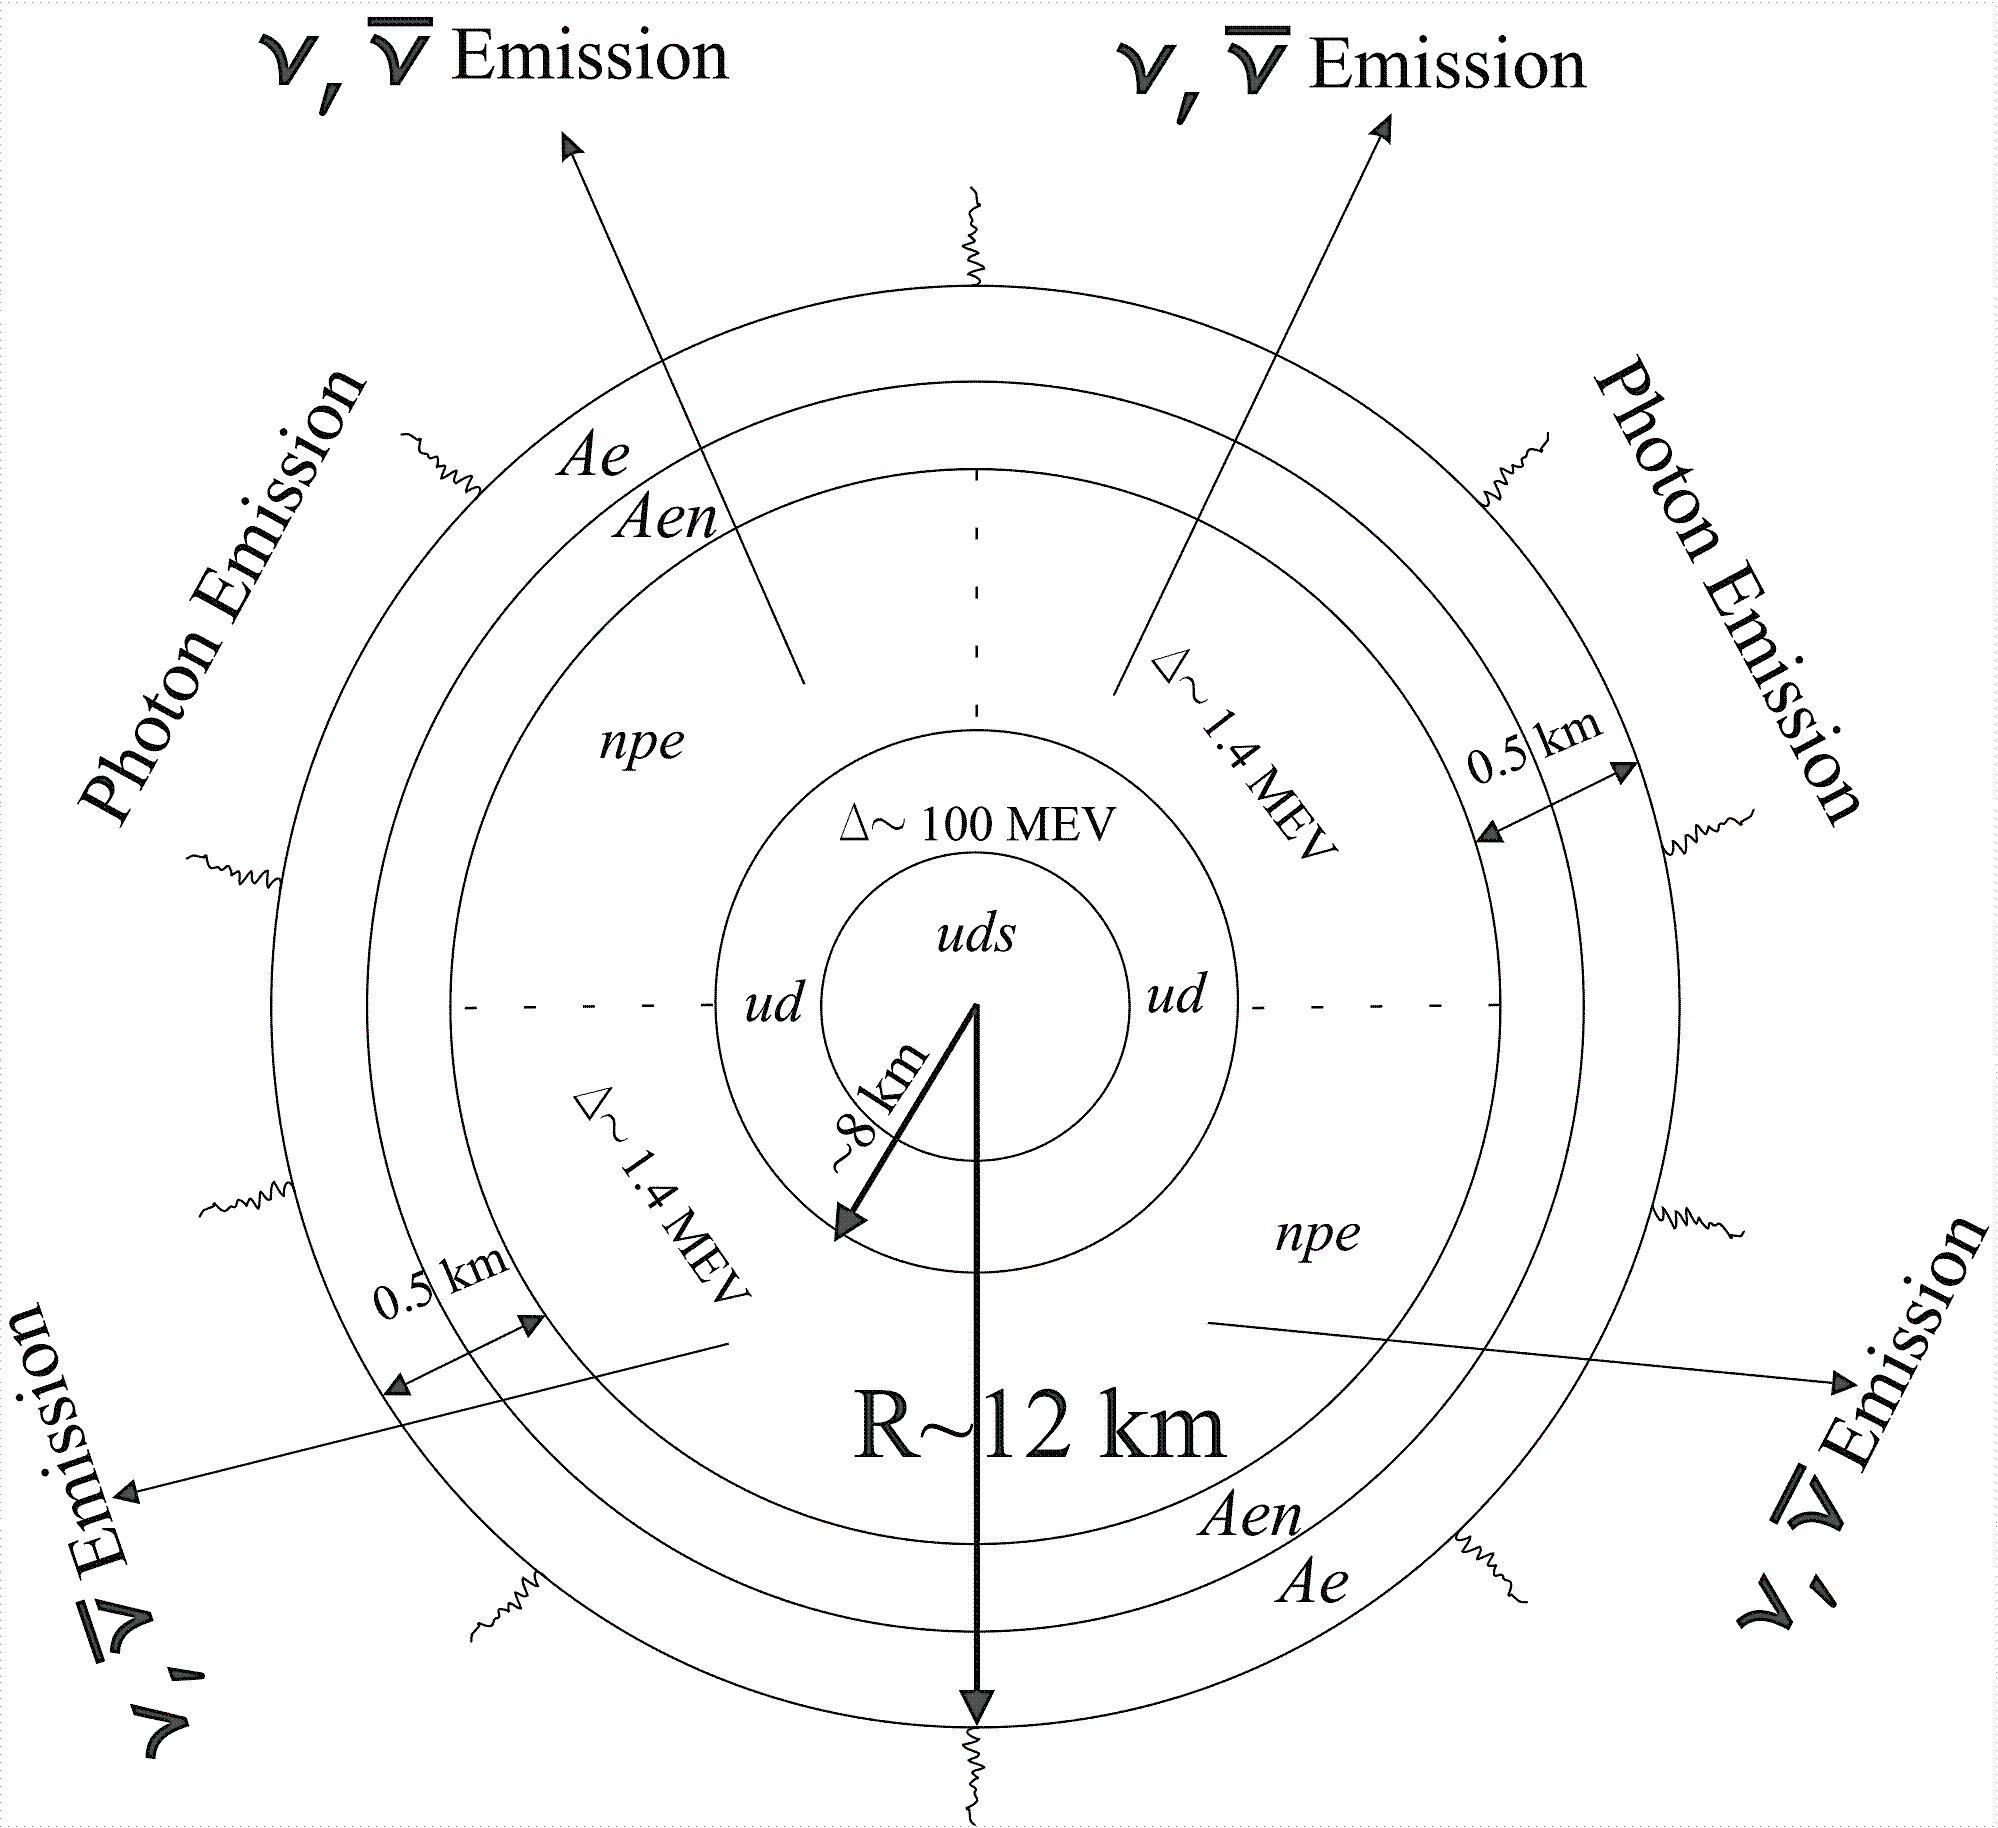 ν, ν̅ Emission
ν, ν̅ Emission
Photon Emission
Photon Emission
Ae
Aen
npe
Δ~ 1.4 MEV
0.5 km
Δ~ 100 MEV
uds
ud
ud
~8 km
Δ~ 1.4 MEV
npe
0.5 km
R~12 km
Aen
Ae
ν, ν̅ Emission
ν, ν̅ Emission